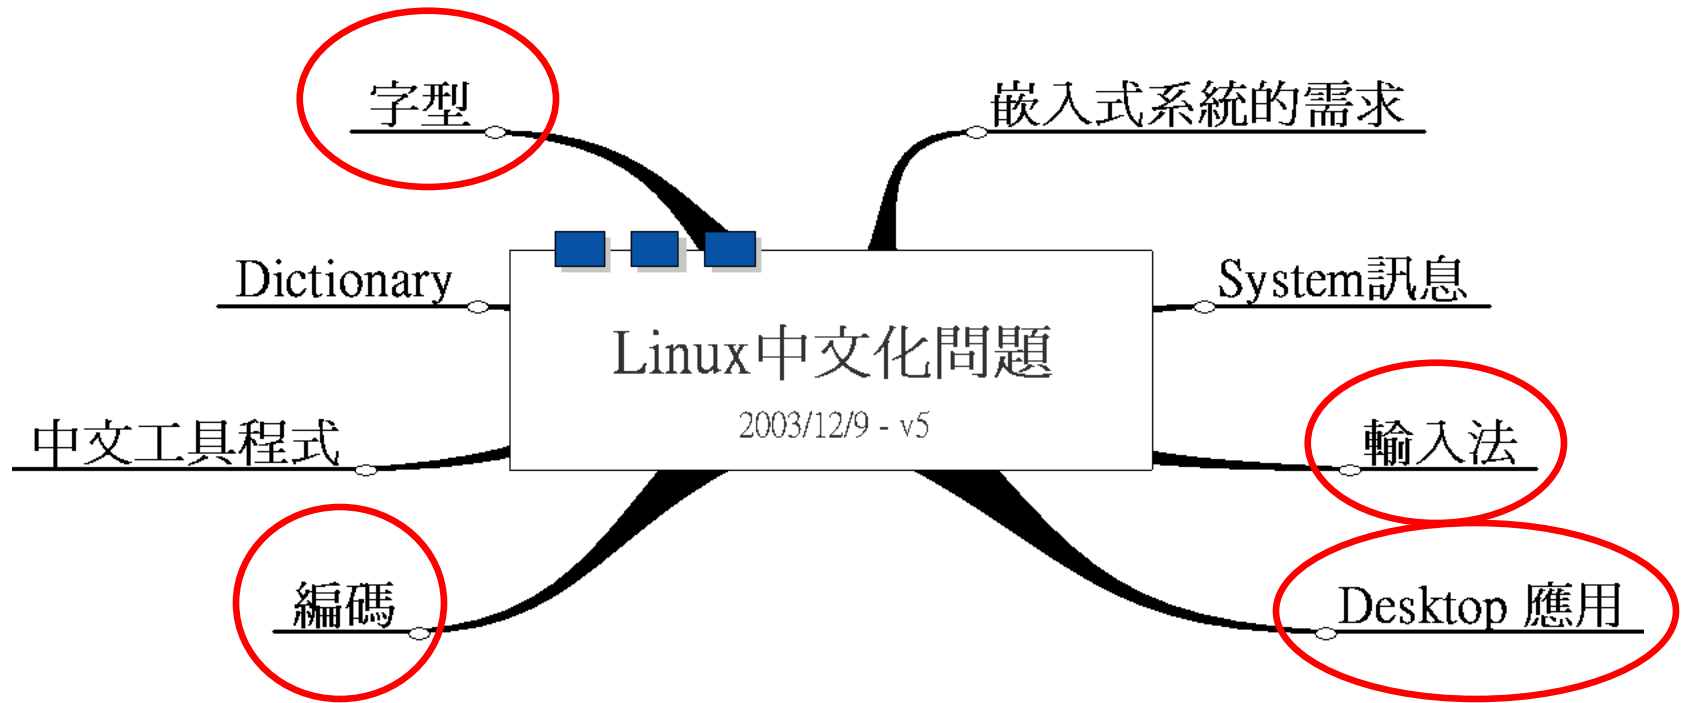 字型
嵌入式系統的需求
Dictionary
System訊息
Linux中文化問題
2003/12/9 - v5
中文工具程式
輸入法
編碼
Desktop 應用